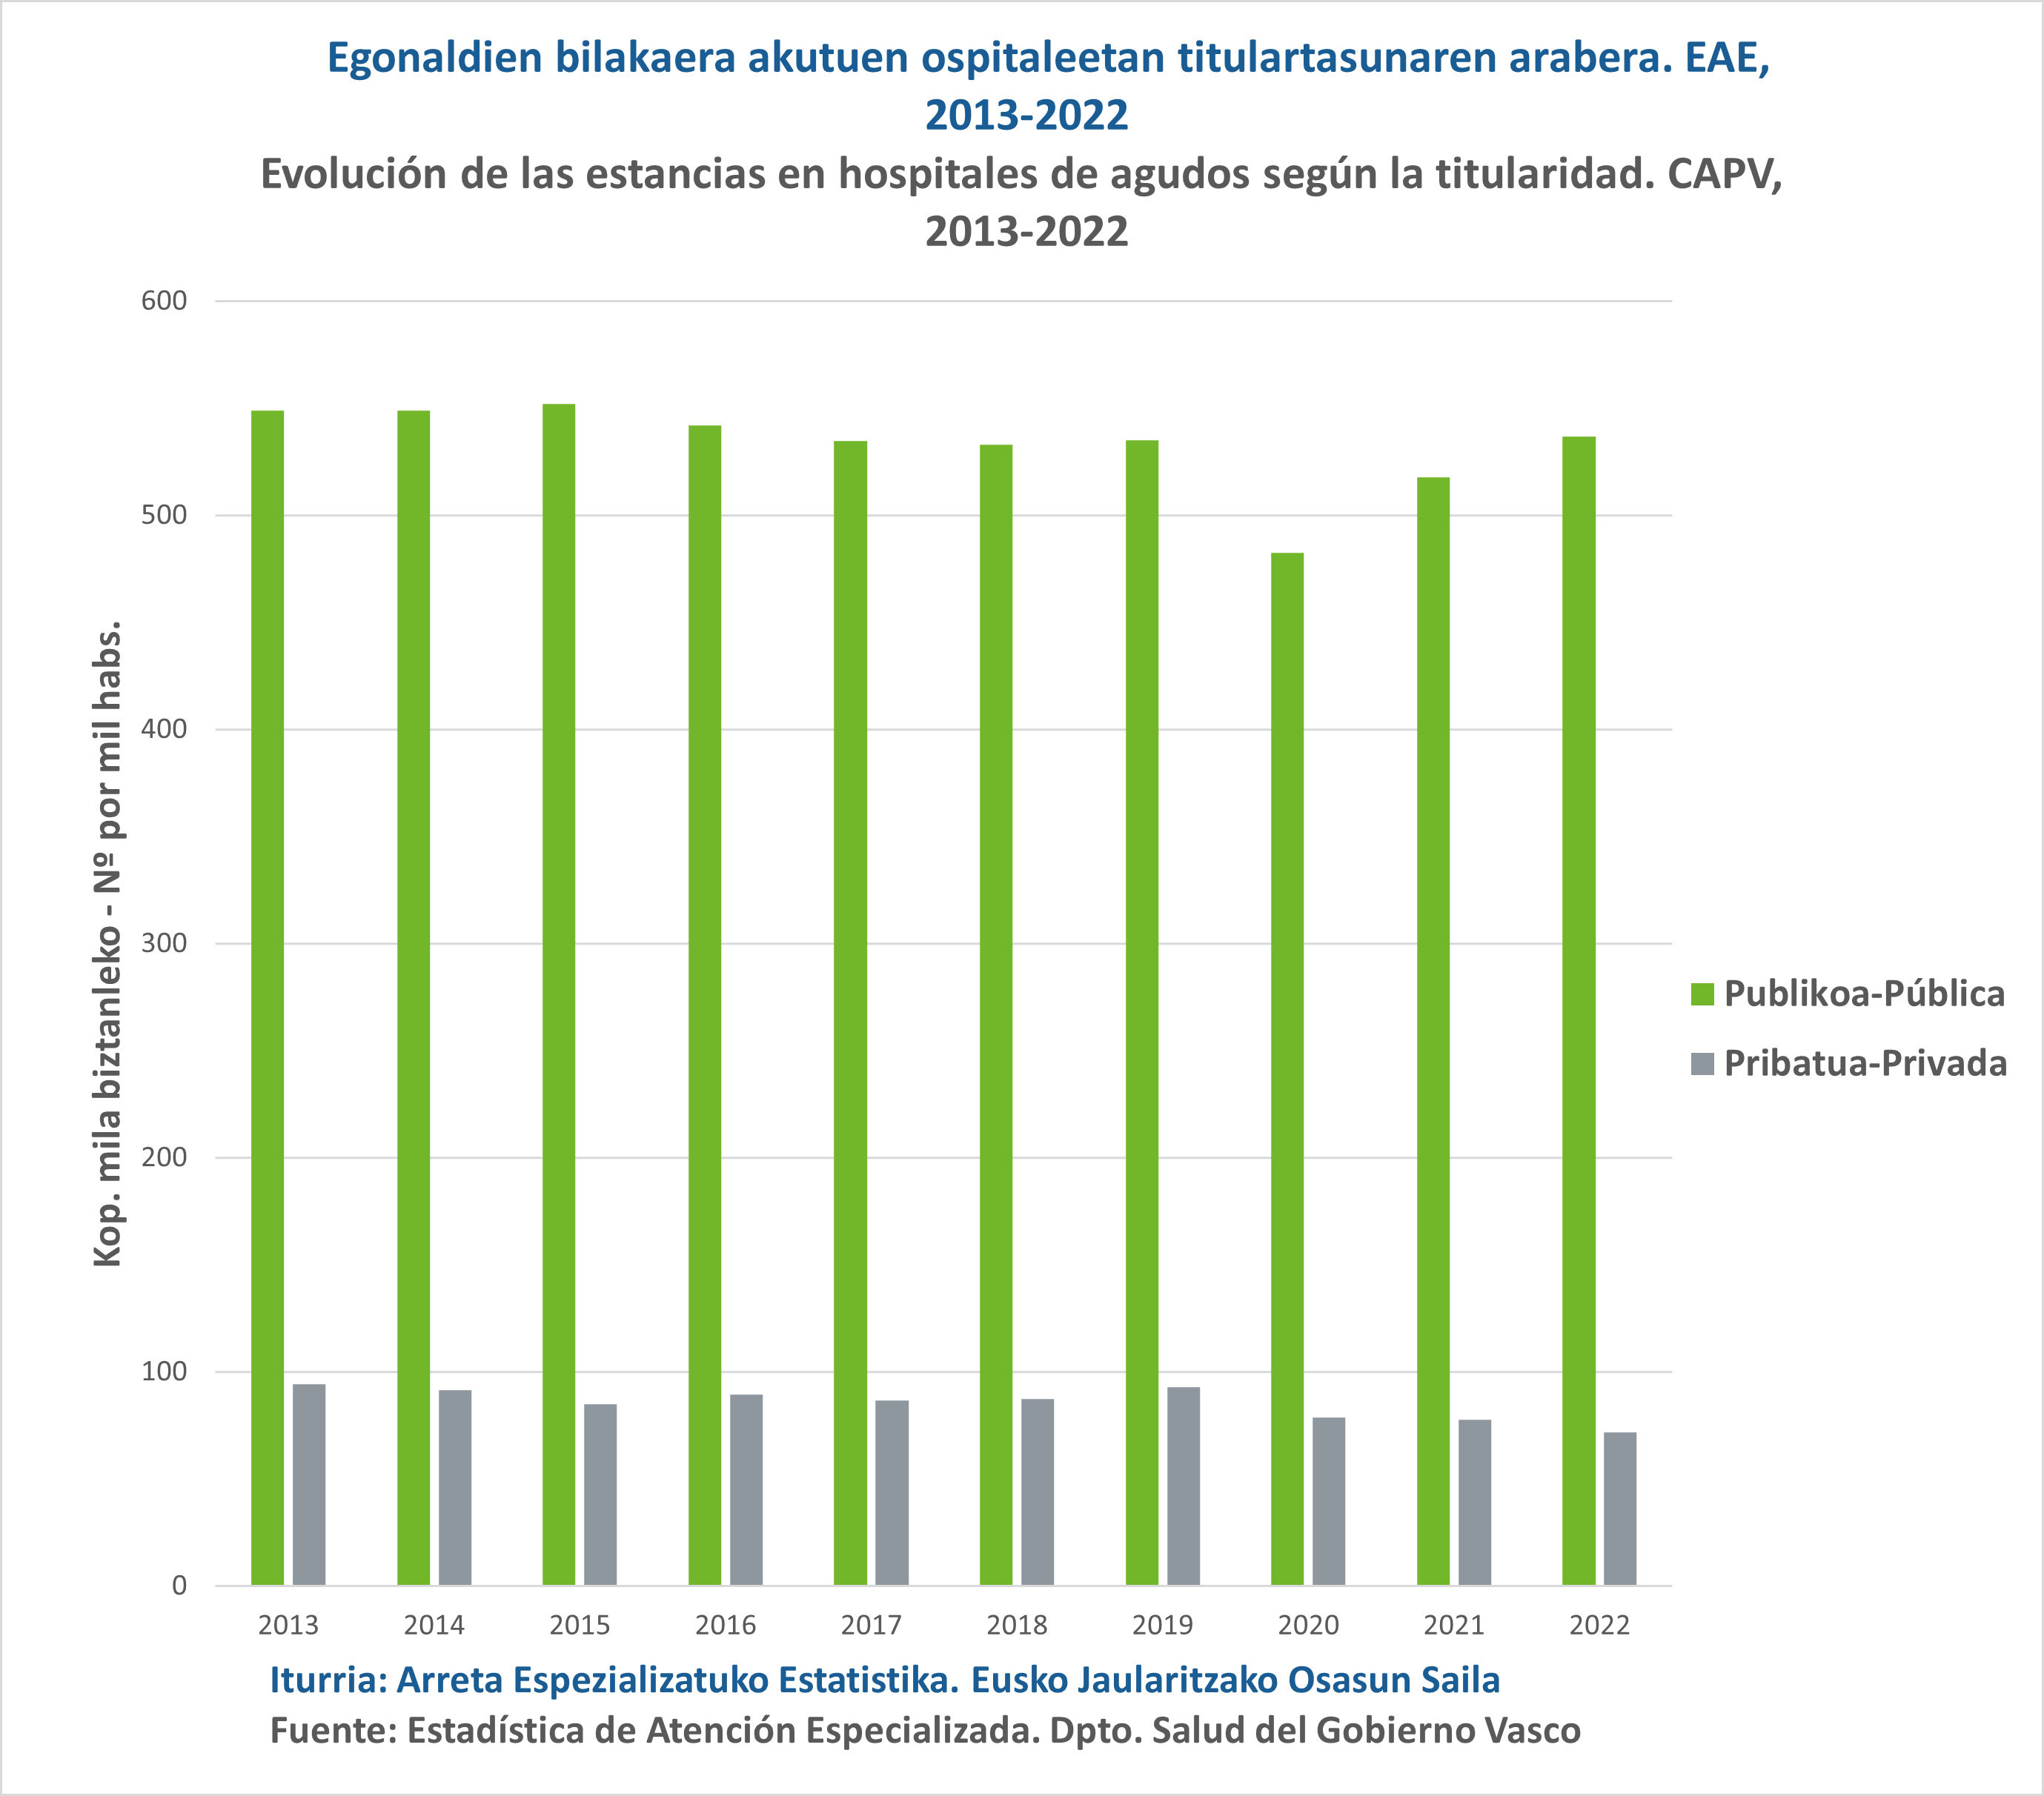 Egonaldien bilakaera akutuen ospitaleetan titulartasunaren arabera. EAE,
2013-2022
Evolución de las estancias en hospitales de agudos según la titularidad. CAPV,
2013-2022
Kop. mila biztanleko - Nº por mil habs.
600
500
400
300
200
100
0
2013
2014
2015
2016
2017
2018
2019
2020
2021
2022
Publikoa-Pública
Pribatua-Privada
Iturria: Arreta Espezializatuko Estatistika. Eusko Jaularitzako Osasun Saila
Fuente: Estadística de Atención Especializada. Dpto. Salud del Gobierno Vasco